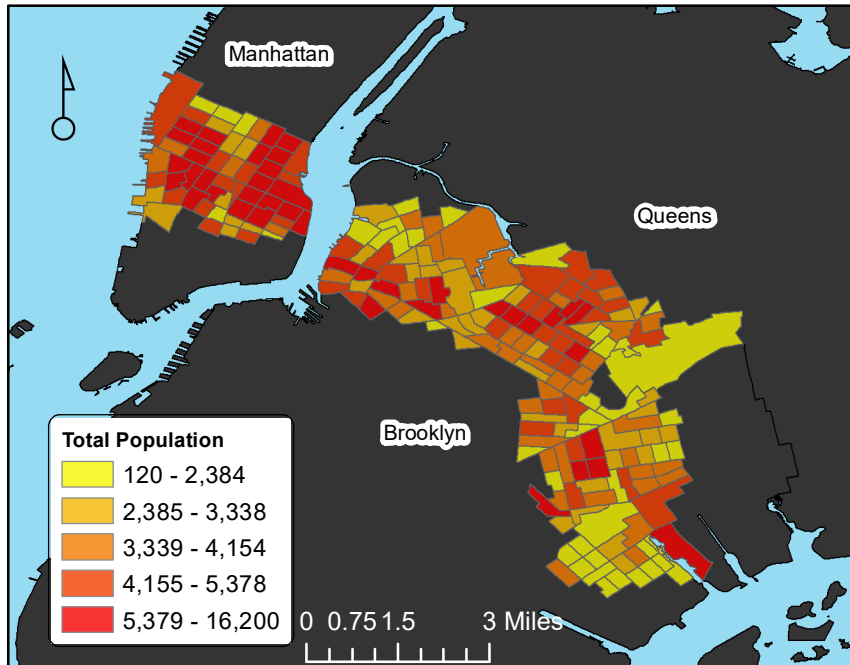 Manhattan
Queens
Brooklyn
Total Population
120 - 2,384
2,385 - 3,338
3,339 - 4,154
4,155 - 5,378
5,379 - 16,200
0 0.75 1.5 3 Miles